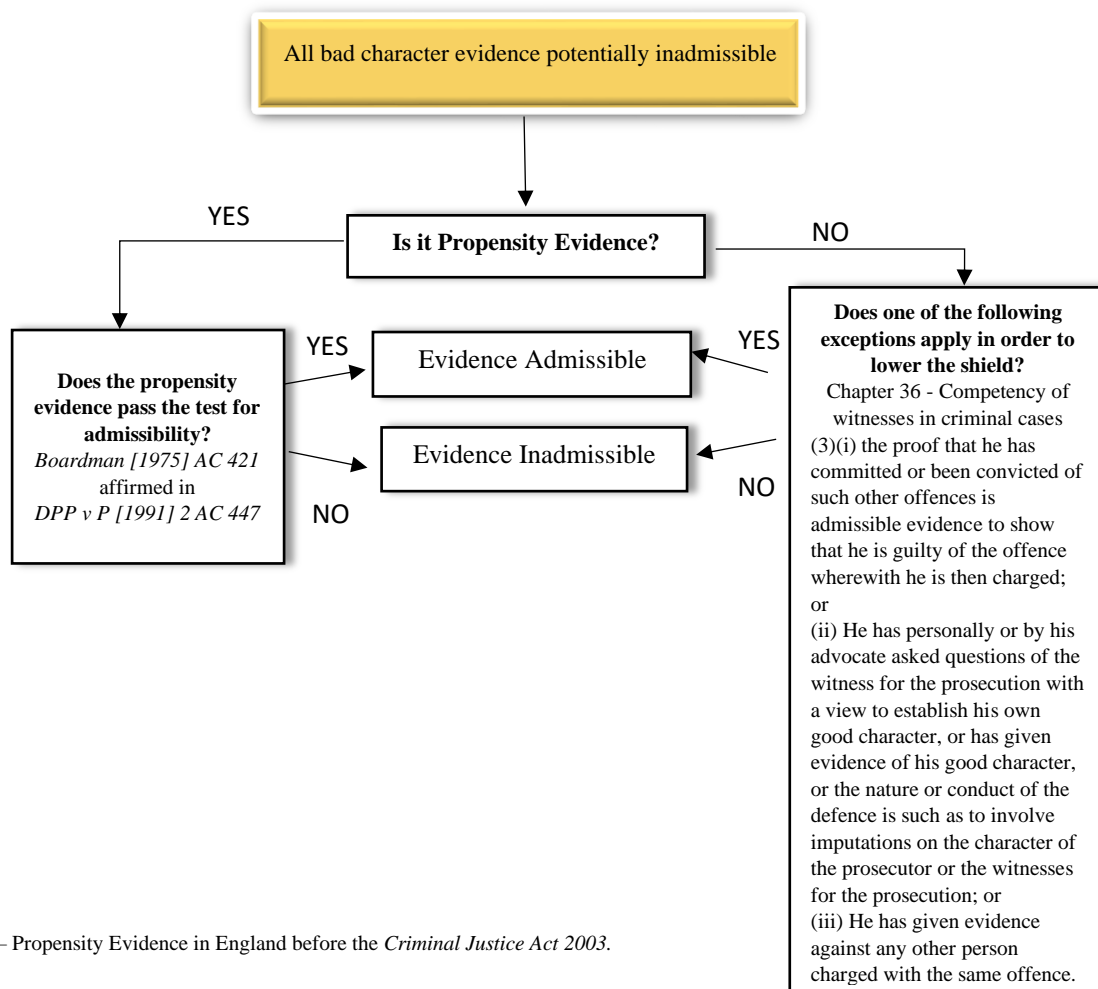 All bad character evidence potentially inadmissible
YES
Is it Propensity Evidence?
NO
Does the propensity
evidence pass the test for
admissibility?
Boardman [1975] AC 421
affirmed in
DPP v P [1991] 2 AC 447
YES
NO
Evidence Admissible
Evidence Inadmissible
YES
NO
Does one of the following
exceptions apply in order to
lower the shield?
Chapter 36 - Competency of
witnesses in criminal cases
(3)(i) the proof that he has
committed or been convicted of
such other offences is
admissible evidence to show
that he is guilty of the offence
wherewith he is then charged;
or
(ii) He has personally or by his
advocate asked questions of the
witness for the prosecution with
a view to establish his own
good character, or has given
evidence of his good character,
or the nature or conduct of the
defence is such as to involve
imputations on the character of
the prosecutor or the witnesses
for the prosecution; or
(iii) He has given evidence
against any other person
charged with the same offence.
– Propensity Evidence in England before the Criminal Justice Act 2003.